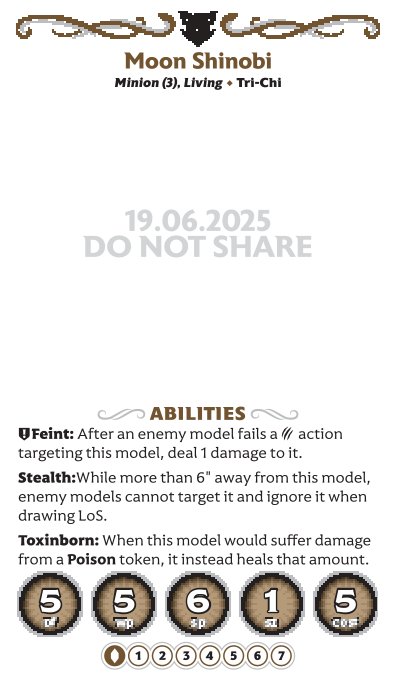 Moon Shinobi
Minion (3), Living ⬩ Tri-Chi
19.06.2025
DO NOT SHARE
ABILITIES
Feint: After an enemy model fails a action
targeting this model, deal 1 damage to it.
Stealth:While more than 6" away from this model,
enemy models cannot target it and ignore it when
drawing LoS.
Toxinborn: When this model would suffer damage
from a Poison token, it instead heals that amount.
5 5 6 1 5
Df Wp Sp Sz Cost
1 2 3 4 5 6 7